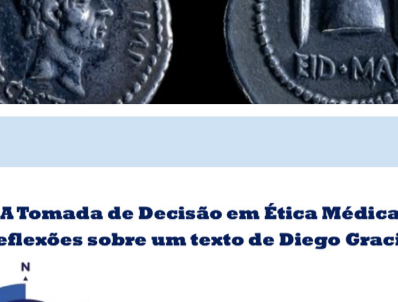 EID·MA
A Tomada de Decisão em Ética Médica
eflexões sobre um texto de Diego Graci
N